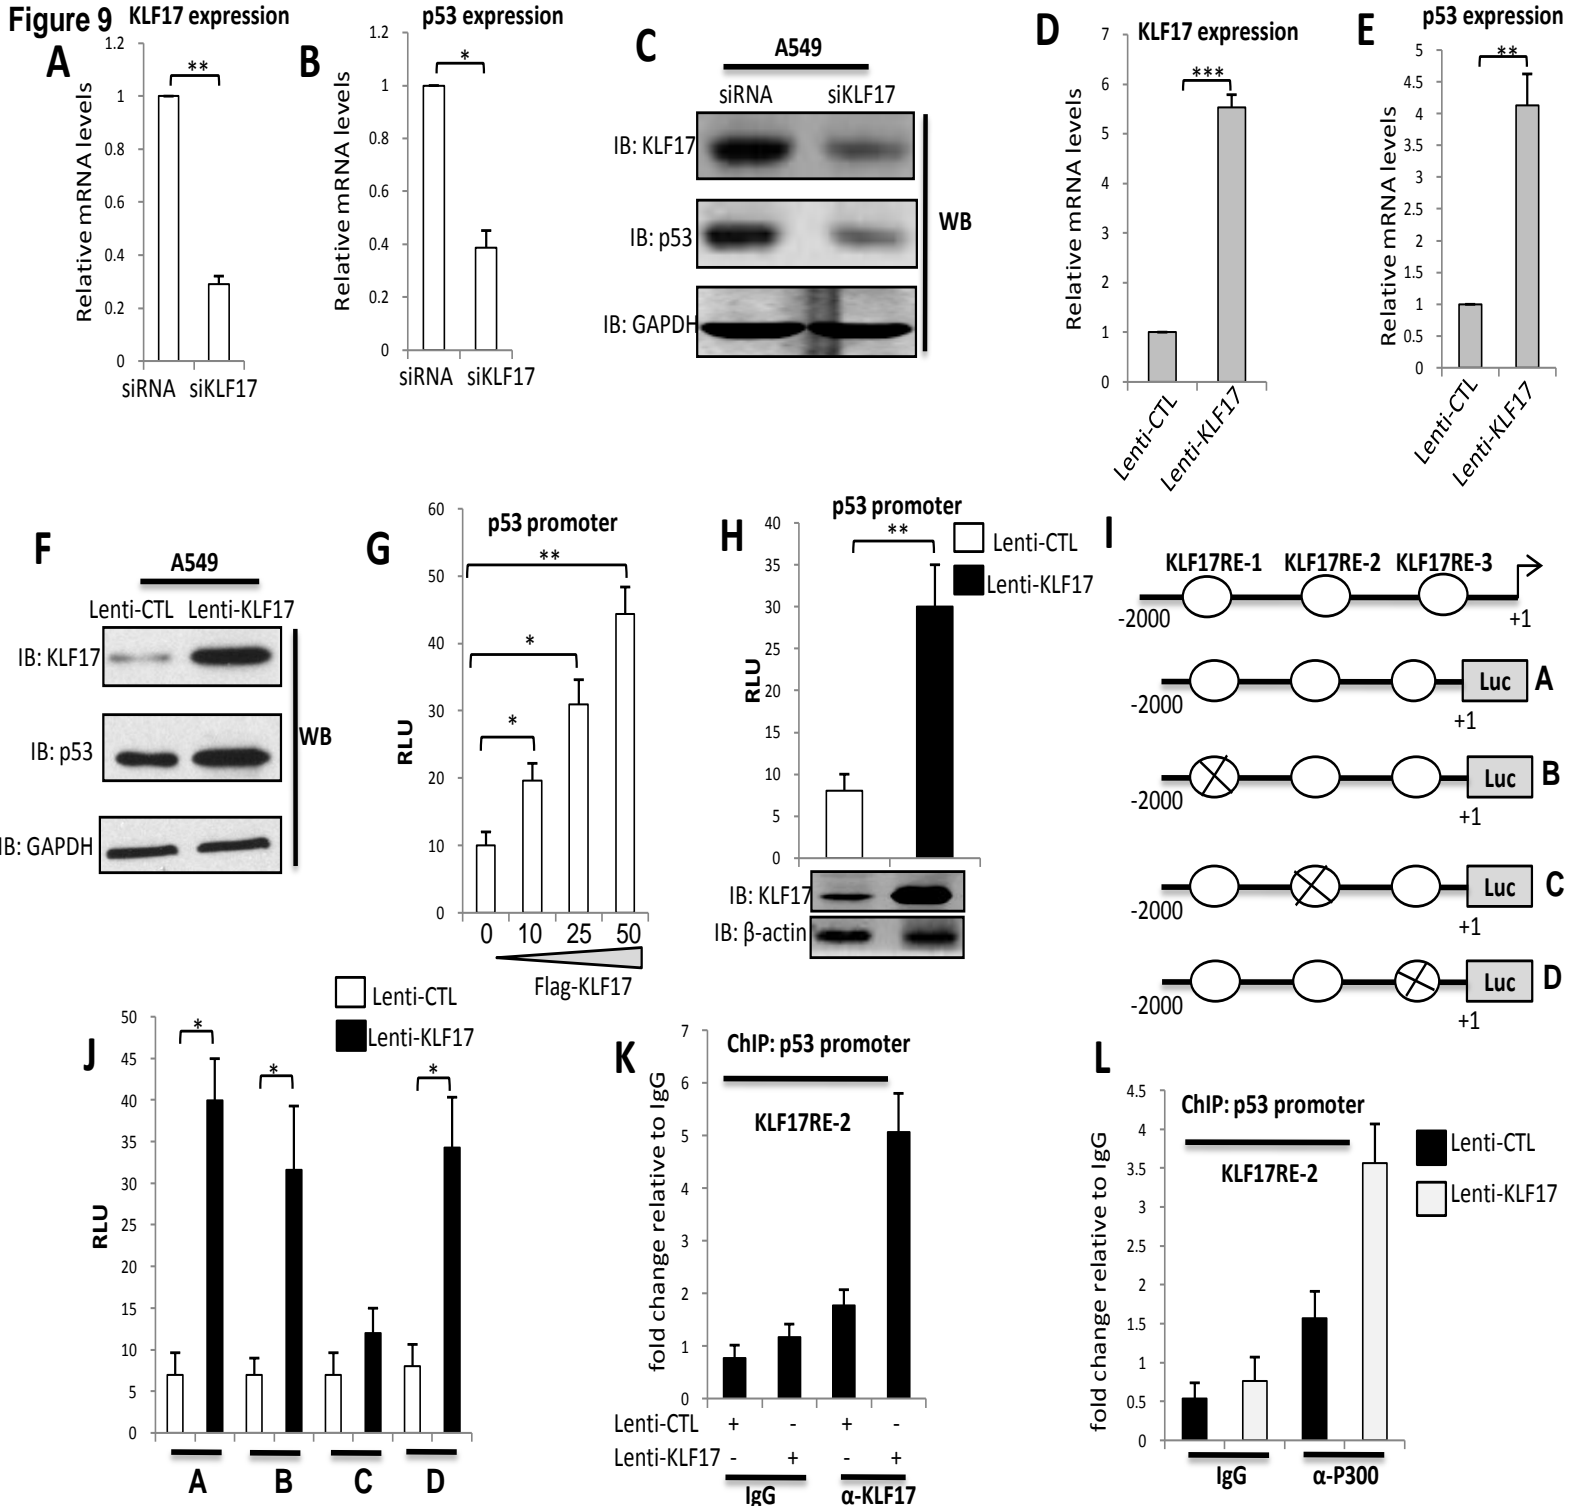 Figure 9
A
KLF17 expression
Relative mRNA levels
1.2
1
0.8
0.6
0.4
0.2
0
**
siRNA siKLF17
B
p53 expression
Relative mRNA levels
1.2
1
0.8
0.6
0.4
0.2
0
*
siRNA siKLF17
C
A549
siRNA siKLF17
IB: KLF17
IB: p53
IB: GAPDH
WB
D
KLF17 expression
Relative mRNA levels
7
6
5
4
3
2
1
0
***
Lenti-CTL
Lenti-KLF17
E
p53 expression
Relative mRNA levels
5
4.5
4
3.5
3
2.5
2
1.5
1
0.5
0
**
Lenti-CTL
Lenti-KLF17
F
A549
Lenti-CTL Lenti-KLF17
IB: KLF17
IB: p53
IB: GAPDH
WB
G
p53 promoter
RLU
60
50
40
30
20
10
0
**
*
*
0 10 25 50
Flag-KLF17
H
p53 promoter
RLU
40
35
30
25
20
15
10
5
0
**
Lenti-CTL
Lenti-KLF17
IB: KLF17
IB: β-actin
I
KLF17RE-1 KLF17RE-2 KLF17RE-3
-2000 +1
Luc A
-2000 +1
Luc B
-2000 +1
Luc C
-2000 +1
Luc D
-2000 +1
J
Lenti-CTL
Lenti-KLF17
RLU
50
45
40
35
30
25
20
15
10
5
0
* * *
A B C D
K
ChIP: p53 promoter
KLF17RE-2
fold change relative to IgG
7
6
5
4
3
2
1
0
Lenti-CTL + - + -
Lenti-KLF17 - + - +
IgG α-KLF17
L
ChIP: p53 promoter
KLF17RE-2
fold change relative to IgG
4.5
4
3.5
3
2.5
2
1.5
1
0.5
0
Lenti-CTL
Lenti-KLF17
IgG α-P300